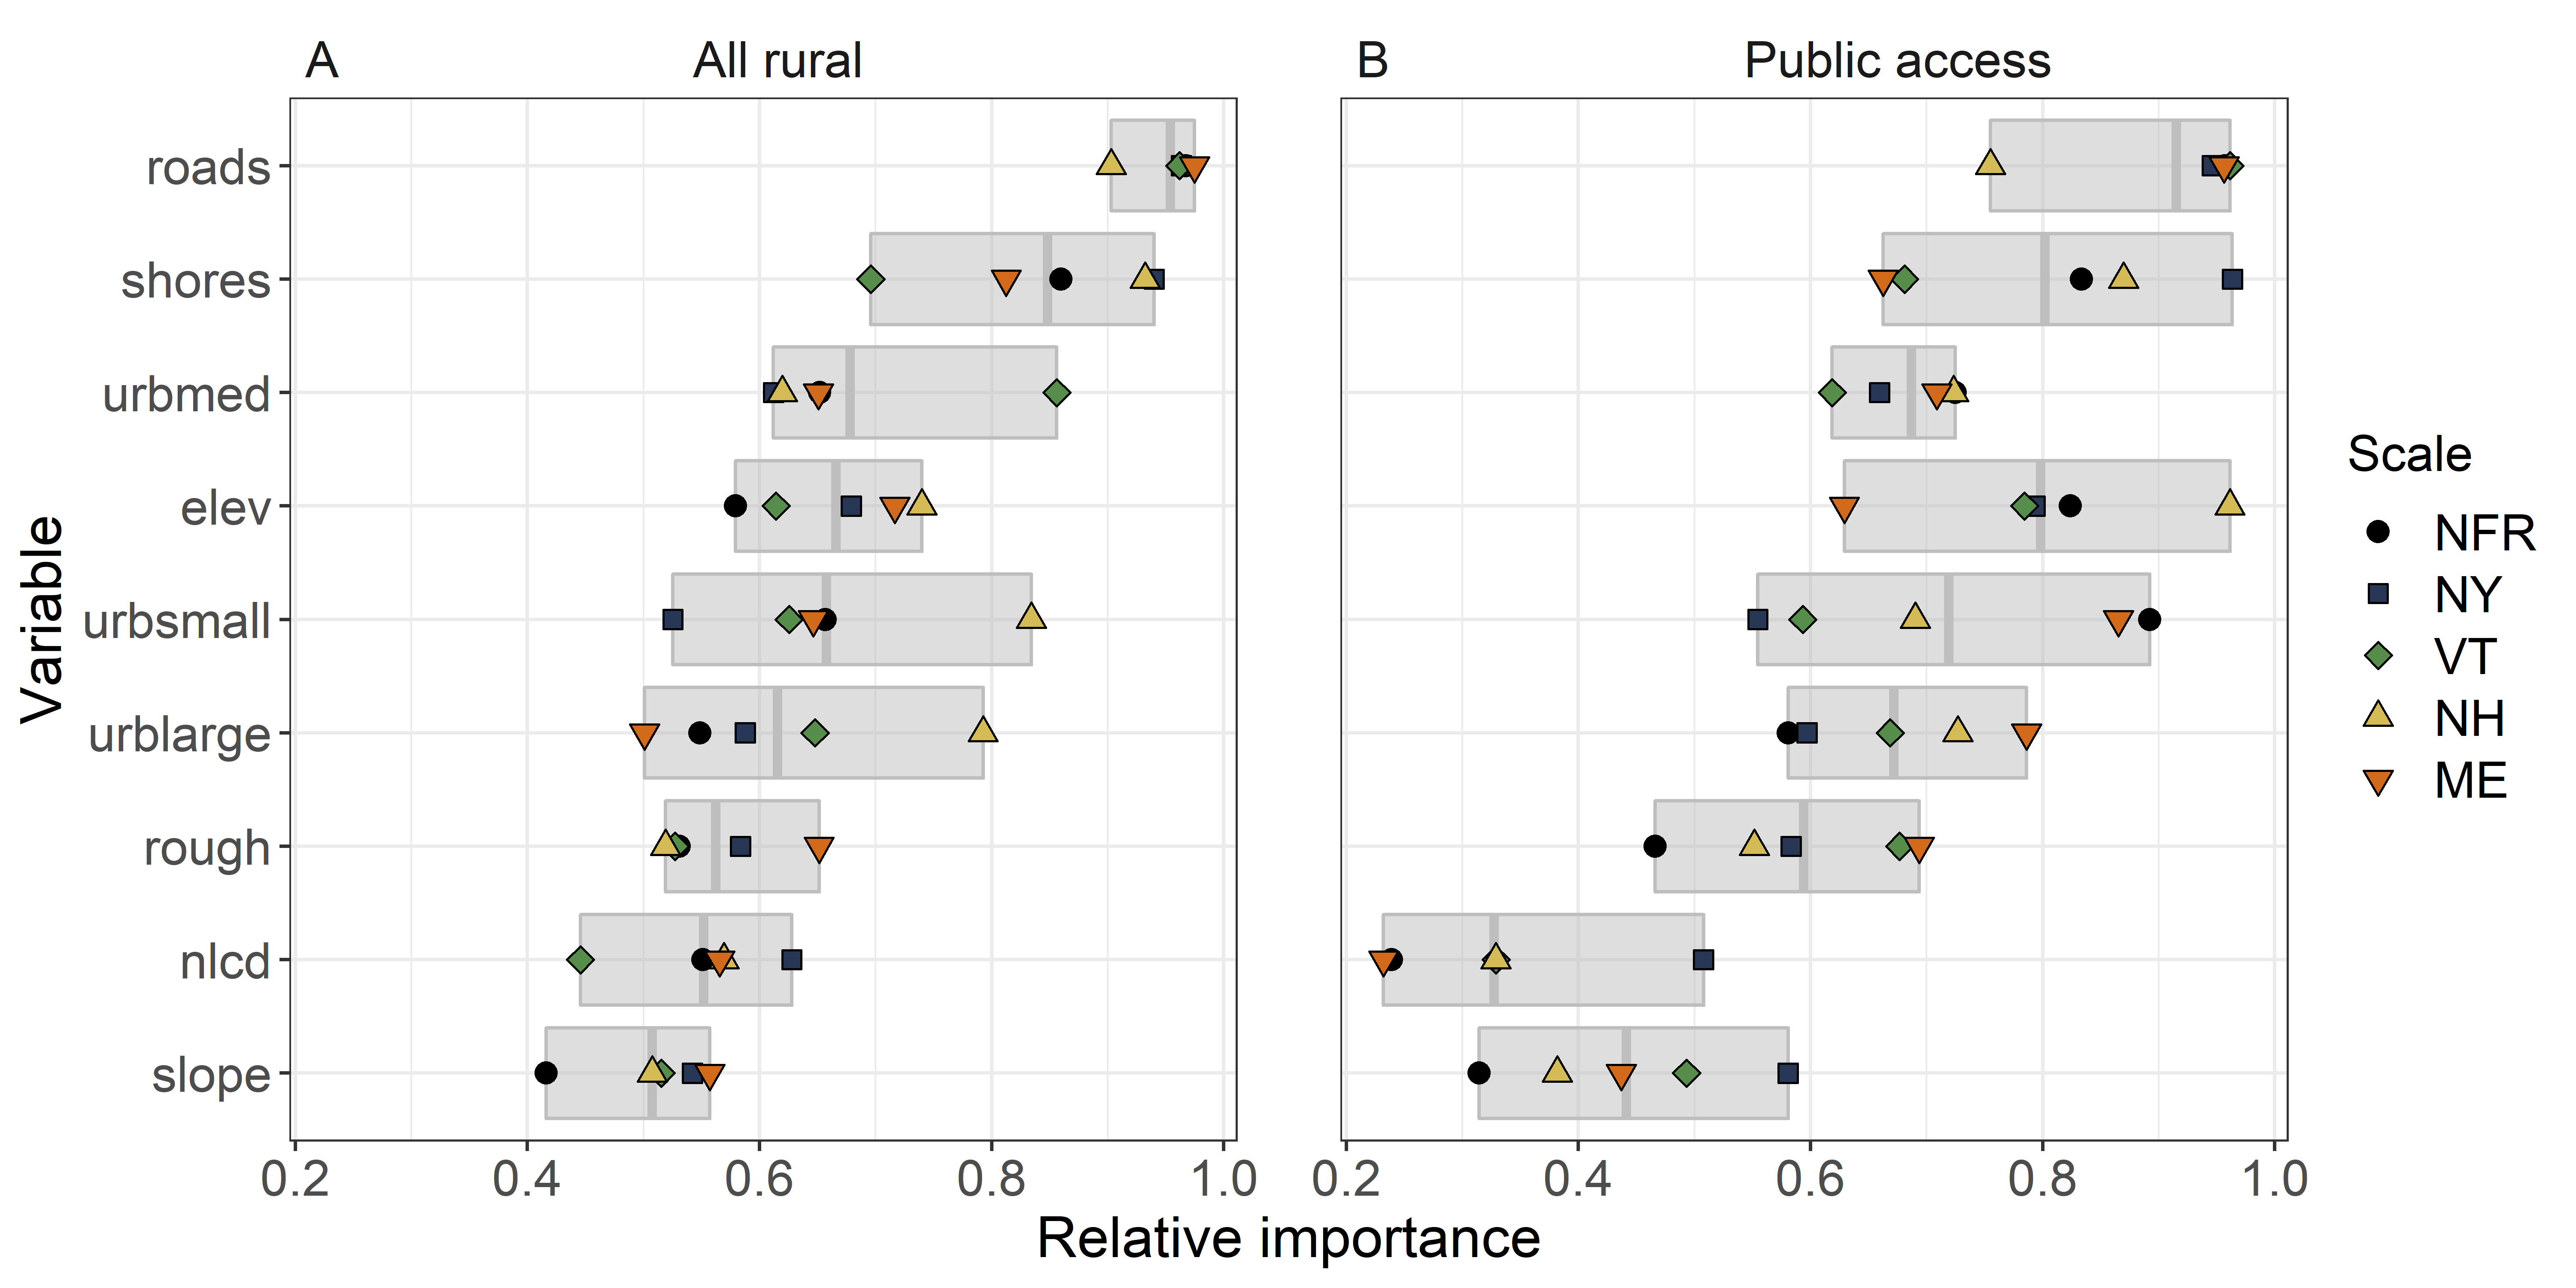 A All rural
B Public access
Variable
roads
shores
urbmed
elev
urbsmall
urblarge
rough
nlcd
slope
0.2 0.4 0.6 0.8 1.0
0.2 0.4 0.6 0.8 1.0
Relative importance
Scale
NFR
NY
VT
NH
ME